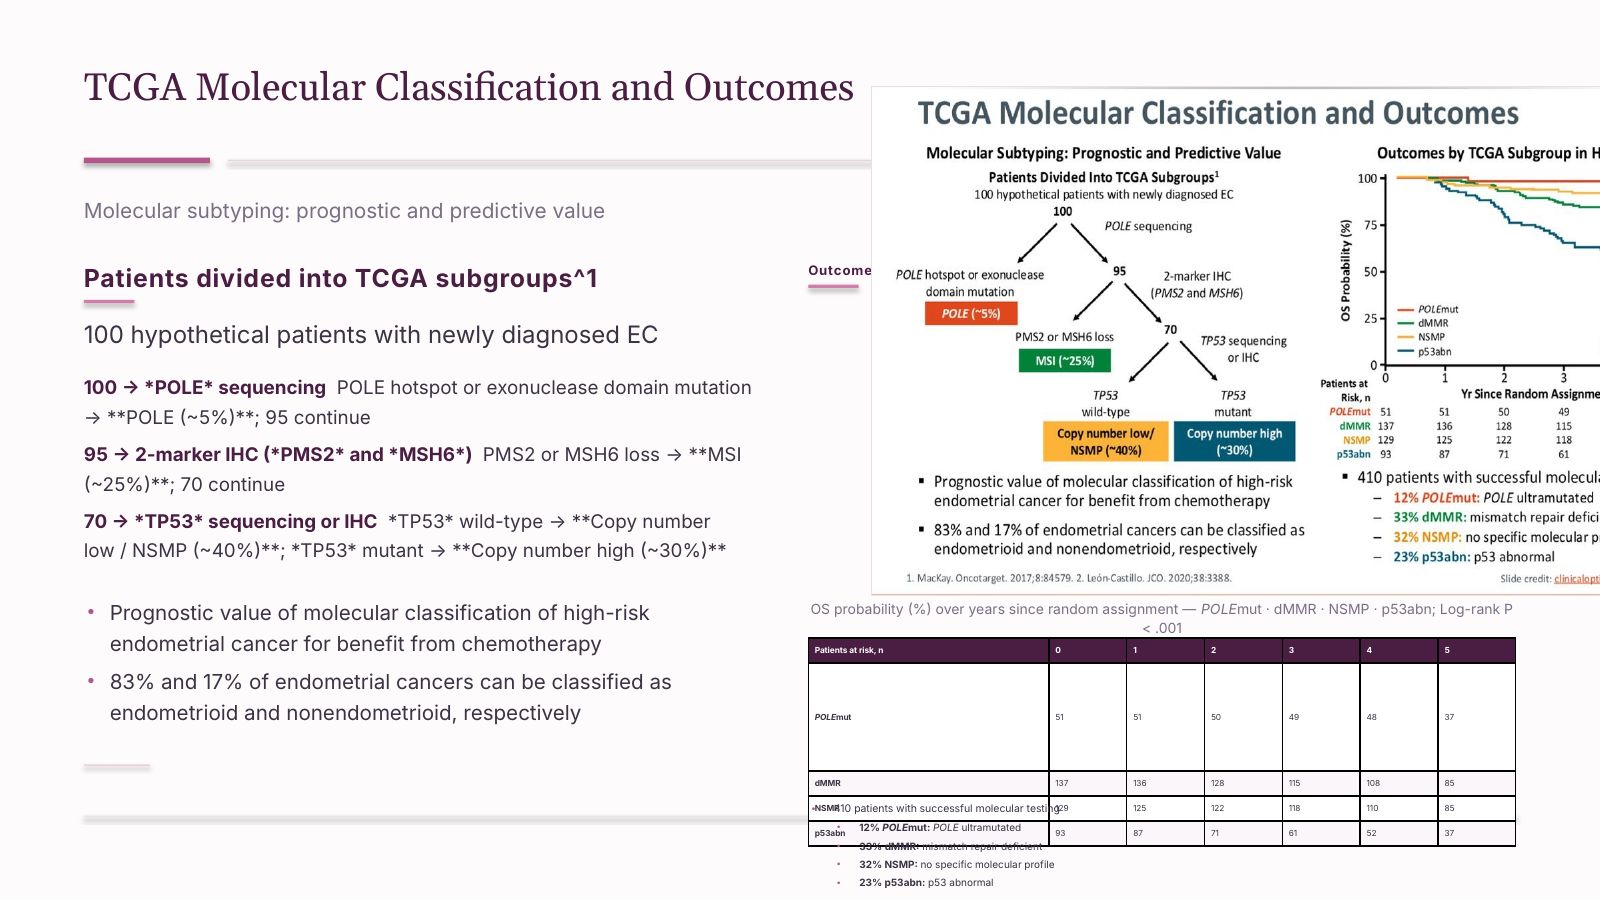 TCGA Molecular Classification and Outcomes
Molecular subtyping: prognostic and predictive value
Patients divided into TCGA subgroups^1
100 hypothetical patients with newly diagnosed EC
100 → *POLE* sequencing POLE hotspot or exonuclease domain mutation
→ **POLE (~5%)**; 95 continue
95 → 2-marker IHC (*PMS2* and *MSH6*) PMS2 or MSH6 loss → **MSI
(~25%)**; 70 continue
70 → *TP53* sequencing or IHC *TP53* wild-type → **Copy number
low / NSMP (~40%)**; *TP53* mutant → **Copy number high (~30%)**
• Prognostic value of molecular classification of high-risk
endometrial cancer for benefit from chemotherapy
• 83% and 17% of endometrial cancers can be classified as
endometrioid and nonendometrioid, respectively
Outcome
TCGA Molecular Classification and Outcomes
Molecular Subtyping: Prognostic and Predictive Value
Patients Divided Into TCGA Subgroups¹
100 hypothetical patients with newly diagnosed EC
100
POLE sequencing
POLE hotspot or exonuclease
domain mutation
POLE (~5%)
95
2-marker IHC
(PMS2 and MSH6)
PMS2 or MSH6 loss
MSI (~25%)
70
TP53 sequencing
or IHC
TP53
wild-type
TP53
mutant
Copy number low/
NSMP (~40%)
Copy number high
(~30%)
▪ Prognostic value of molecular classification of high-risk
endometrial cancer for benefit from chemotherapy
▪ 83% and 17% of endometrial cancers can be classified as
endometrioid and nonendometrioid, respectively
1. MacKay. Oncotarget. 2017;8:84579. 2. León-Castillo. JCO. 2020;38:3388.
Outcomes by TCGA Subgroup in H
OS Probability (%)
100
75
50
25
0
POLEmut
dMMR
NSMP
p53abn
0 1 2 3
Yr Since Random Assignme
Patients at
Risk, n
POLEmut 51 51 50 49
dMMR 137 136 128 115
NSMP 129 125 122 118
p53abn 93 87 71 61
▪ 410 patients with successful molecula
– 12% POLEmut: POLE ultramutated
– 33% dMMR: mismatch repair defici
– 32% NSMP: no specific molecular p
– 23% p53abn: p53 abnormal
Slide credit: clinicalopti
OS probability (%) over years since random assignment — POLEmut · dMMR · NSMP · p53abn; Log-rank P
< .001
Patients at risk, n 0 1 2 3 4 5
POLEmut 51 51 50 49 48 37
dMMR 137 136 128 115 108 85
NSMP 129 125 122 118 110 85
p53abn 93 87 71 61 52 37
• 410 patients with successful molecular testing
• 12% POLEmut: POLE ultramutated
• 33% dMMR: mismatch repair deficient
• 32% NSMP: no specific molecular profile
• 23% p53abn: p53 abnormal